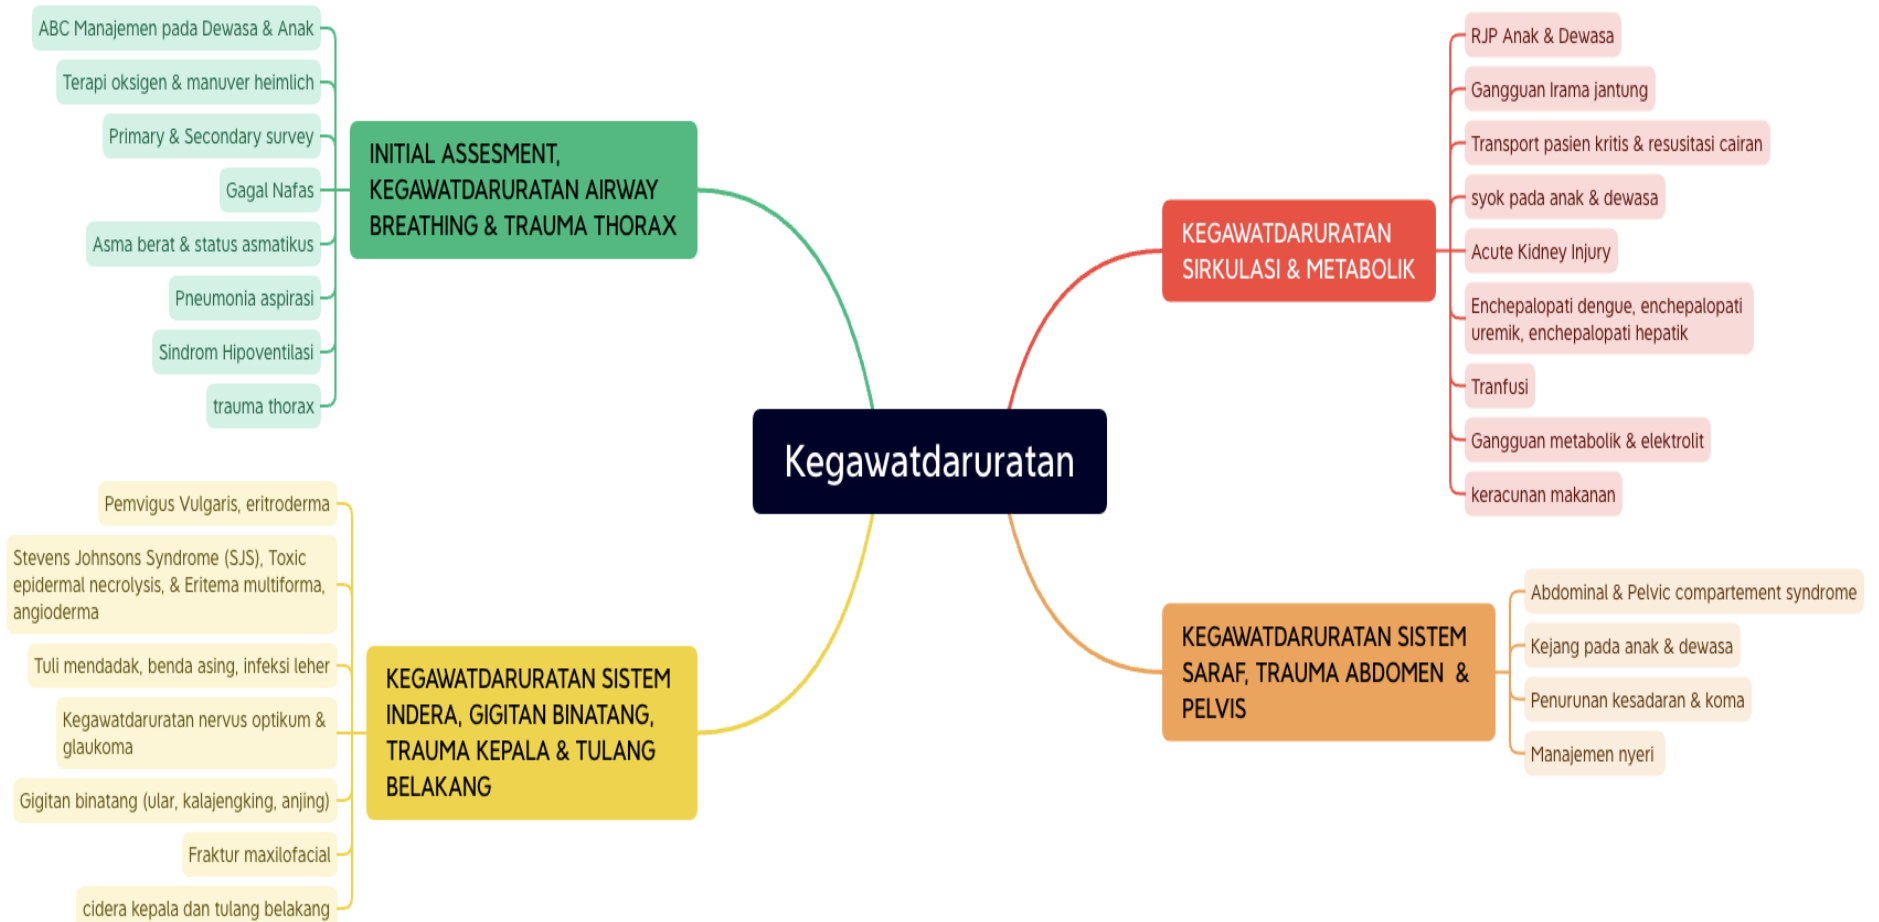 ABC Manajemen pada Dewasa & Anak
Terapi oksigen & manuver heimlich
Primary & Secondary survey
Gagal Nafas
Asma berat & status asmatikus
Pneumonia aspirasi
Sindrom Hipoventilasi
trauma thorax
INITIAL ASSESMENT,
KEGAWATDARURATAN AIRWAY
BREATHING & TRAUMA THORAX
Pemvigus Vulgaris, eritroderma
Stevens Johnsons Syndrome (SJS), Toxic
epidermal necrolysis, & Eritema multiforma,
angioderma
Tuli mendadak, benda asing, infeksi leher
Kegawatdaruratan nervus optikum &
glaukoma
Gigitan binatang (ular, kalajengking, anjing)
Fraktur maxilofacial
cidera kepala dan tulang belakang
KEGAWATDARURATAN SISTEM
INDERA, GIGITAN BINATANG,
TRAUMA KEPALA & TULANG
BELAKANG
Kegawatdaruratan
KEGAWATDARURATAN
SIRKULASI & METABOLIK
RJP Anak & Dewasa
Gangguan Irama jantung
Transport pasien kritis & resusitasi cairan
syok pada anak & dewasa
Acute Kidney Injury
Enchepalopati dengue, enchepalopati
uremik, enchepalopati hepatik
Tranfusi
Gangguan metabolik & elektrolit
keracunan makanan
KEGAWATDARURATAN SISTEM
SARAF, TRAUMA ABDOMEN &
PELVIS
Abdominal & Pelvic compartement syndrome
Kejang pada anak & dewasa
Penurunan kesadaran & koma
Manajemen nyeri